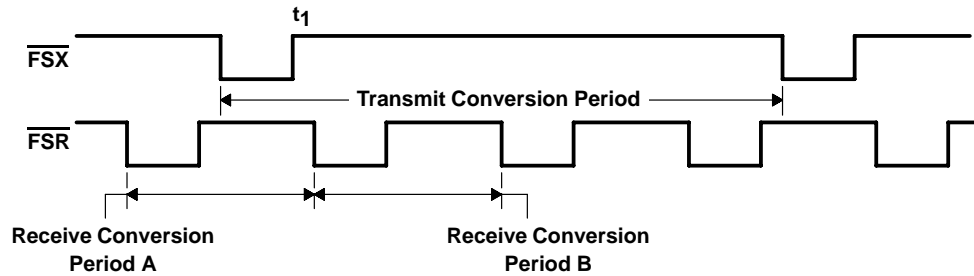 t1
FSX
Transmit Conversion Period
FSR
Receive Conversion
Period A
Receive Conversion
Period B